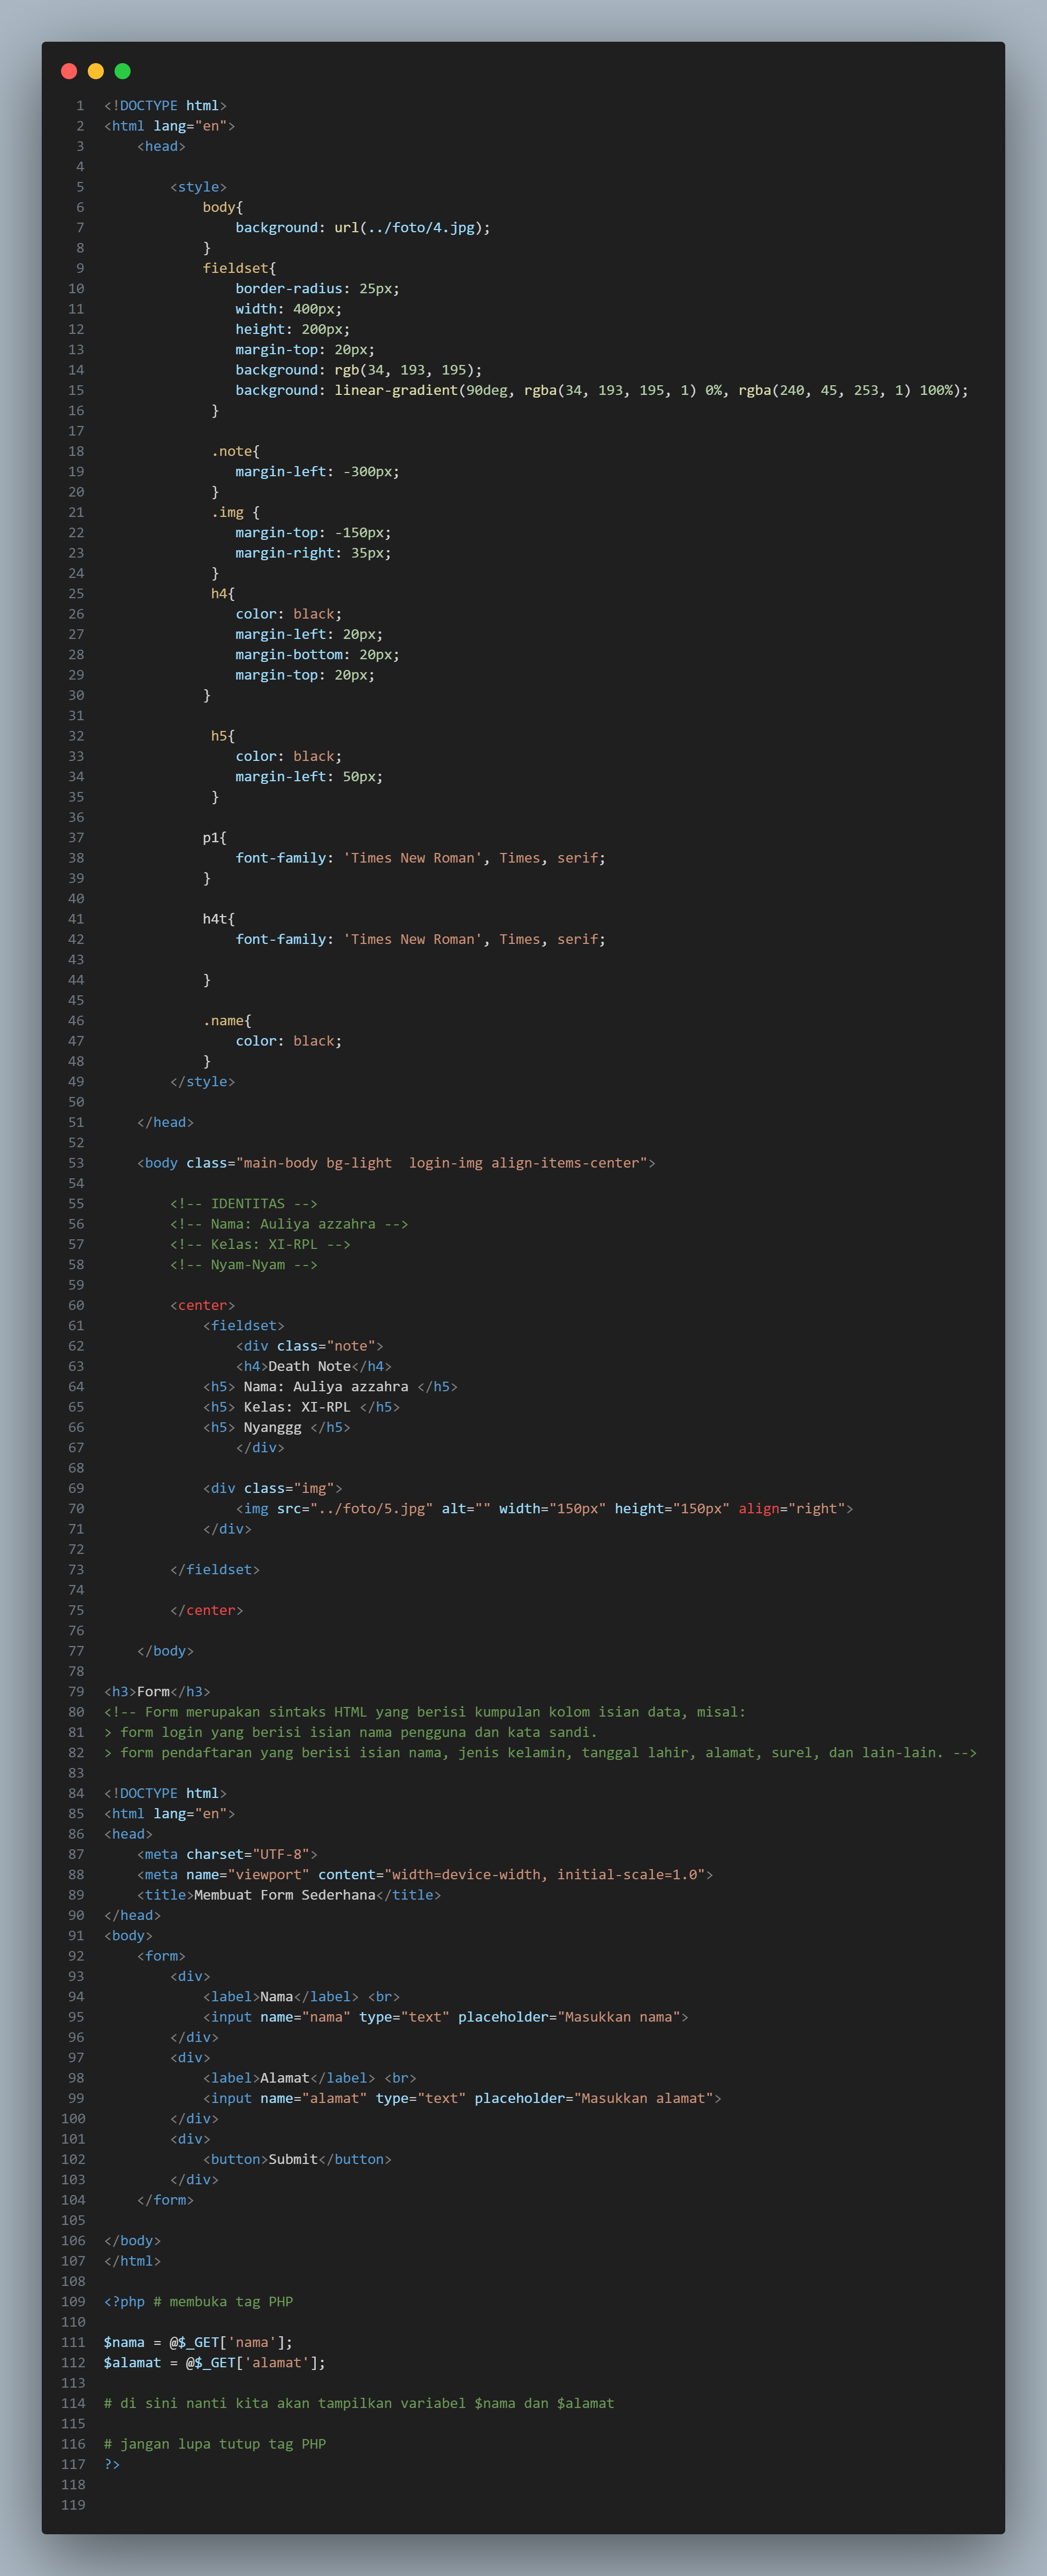 1 <!DOCTYPE html>
2 <html lang="en">
3     <head>
4
5         <style>
6             body{
7                 background: url(../foto/4.jpg);
8             }
9             fieldset{
10                 border-radius: 25px;
11                 width: 400px;
12                 height: 200px;
13                 margin-top: 20px;
14                 background: rgb(34, 193, 195);
15                 background: linear-gradient(90deg, rgba(34, 193, 195, 1) 0%, rgba(240, 45, 253, 1) 100%);
16              }
17
18              .note{
19                 margin-left: -300px;
20              }
21              .img {
22                 margin-top: -150px;
23                 margin-right: 35px;
24              }
25              h4{
26                 color: black;
27                 margin-left: 20px;
28                 margin-bottom: 20px;
29                 margin-top: 20px;
30             }
31
32              h5{
33                 color: black;
34                 margin-left: 50px;
35              }
36
37             p1{
38                 font-family: 'Times New Roman', Times, serif;
39             }
40
41             h4t{
42                 font-family: 'Times New Roman', Times, serif;
43
44             }
45
46             .name{
47                 color: black;
48             }
49         </style>
50
51     </head>
52
53     <body class="main-body bg-light  login-img align-items-center">
54
55         <!-- IDENTITAS -->
56         <!-- Nama: Auliya azzahra -->
57         <!-- Kelas: XI-RPL -->
58         <!-- Nyam-Nyam -->
59
60         <center>
61             <fieldset>
62                 <div class="note">
63                 <h4>Death Note</h4>
64             <h5> Nama: Auliya azzahra </h5>
65             <h5> Kelas: XI-RPL </h5>
66             <h5> Nyanggg </h5>
67                 </div>
68
69             <div class="img">
70                 <img src="../foto/5.jpg" alt="" width="150px" height="150px" align="right">
71             </div>
72
73         </fieldset>
74
75         </center>
76
77     </body>
78
79 <h3>Form</h3>
80 <!-- Form merupakan sintaks HTML yang berisi kumpulan kolom isian data, misal:
81 > form login yang berisi isian nama pengguna dan kata sandi.
82 > form pendaftaran yang berisi isian nama, jenis kelamin, tanggal lahir, alamat, surel, dan lain-lain. -->
83
84 <!DOCTYPE html>
85 <html lang="en">
86 <head>
87     <meta charset="UTF-8">
88     <meta name="viewport" content="width=device-width, initial-scale=1.0">
89     <title>Membuat Form Sederhana</title>
90 </head>
91 <body>
92     <form>
93         <div>
94             <label>Nama</label> <br>
95             <input name="nama" type="text" placeholder="Masukkan nama">
96         </div>
97         <div>
98             <label>Alamat</label> <br>
99             <input name="alamat" type="text" placeholder="Masukkan alamat">
100         </div>
101         <div>
102             <button>Submit</button>
103         </div>
104     </form>
105
106 </body>
107 </html>
108
109 <?php # membuka tag PHP
110
111 $nama = @$_GET['nama'];
112 $alamat = @$_GET['alamat'];
113
114 # di sini nanti kita akan tampilkan variabel $nama dan $alamat
115
116 # jangan lupa tutup tag PHP
117 ?>
118
119